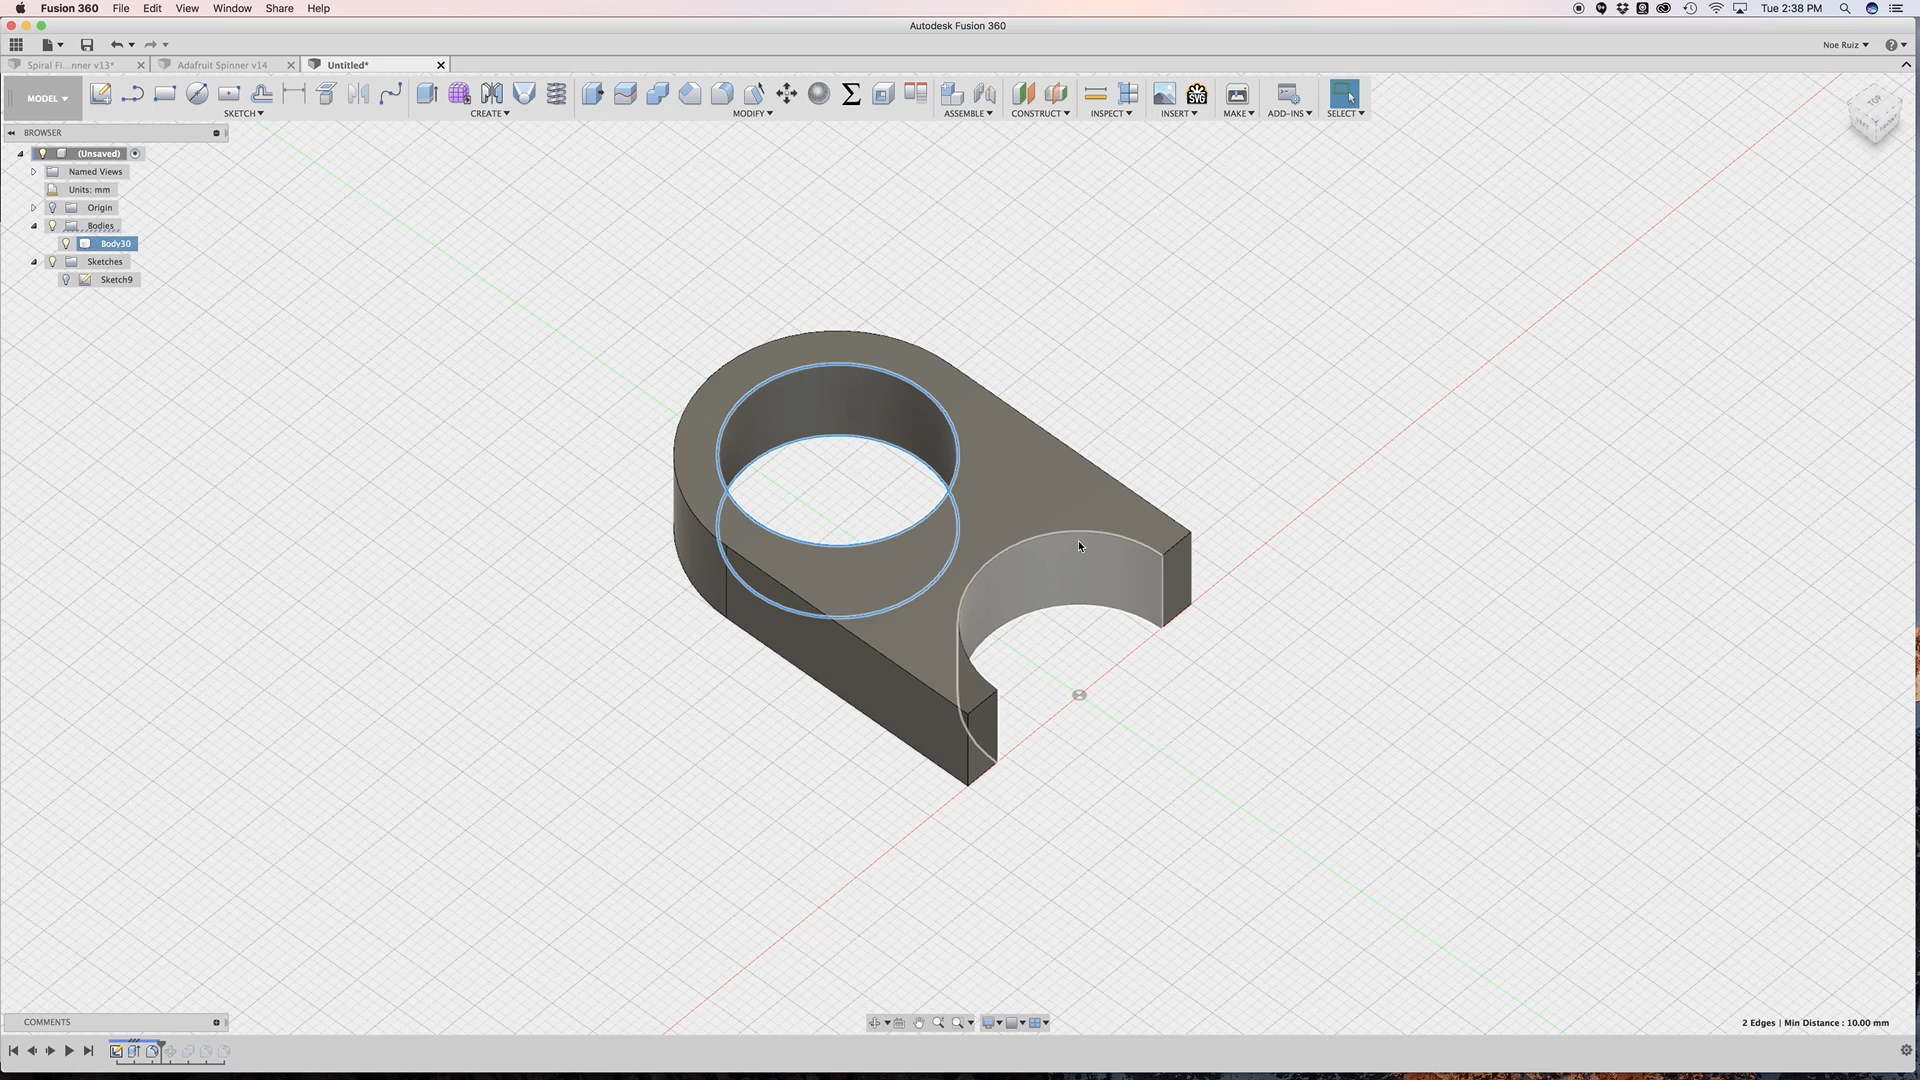 Fusion 360 File Edit View Window Share Help Tue 2:38 PM
Autodesk Fusion 360
Noe Ruiz
Spiral Fi...nner v13* Adafruit Spinner v14 Untitled*
MODEL SKETCH CREATE MODIFY ASSEMBLE CONSTRUCT INSPECT INSERT MAKE ADD-INS SELECT
SVG
BROWSER
(Unsaved)
Named Views
Units: mm
Origin
Bodies
Body30
Sketches
Sketch9
TOP
COMMENTS
2 Edges | Min Distance : 10.00 mm